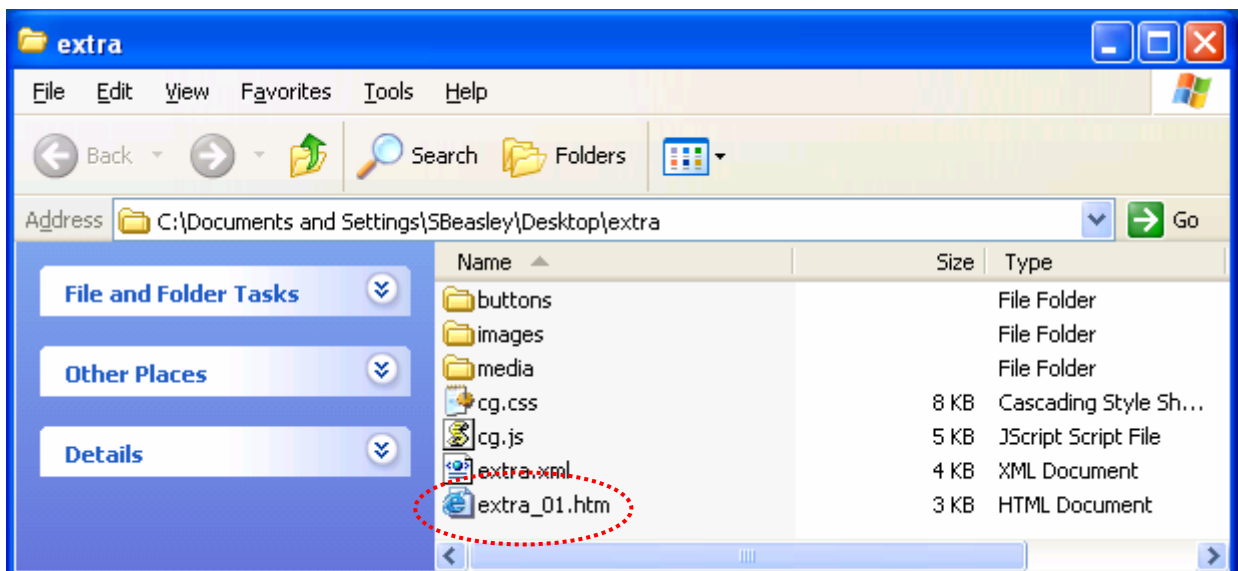 extra
File Edit View Favorites Tools Help
Back Search Folders
Address C:\Documents and Settings\SBeasley\Desktop\extra Go
File and Folder Tasks
Other Places
Details
Name Size Type
buttons File Folder
images File Folder
media File Folder
cg.css 8 KB Cascading Style Sh...
cg.js 5 KB JScript Script File
extra.xml 4 KB XML Document
extra_01.htm 3 KB HTML Document